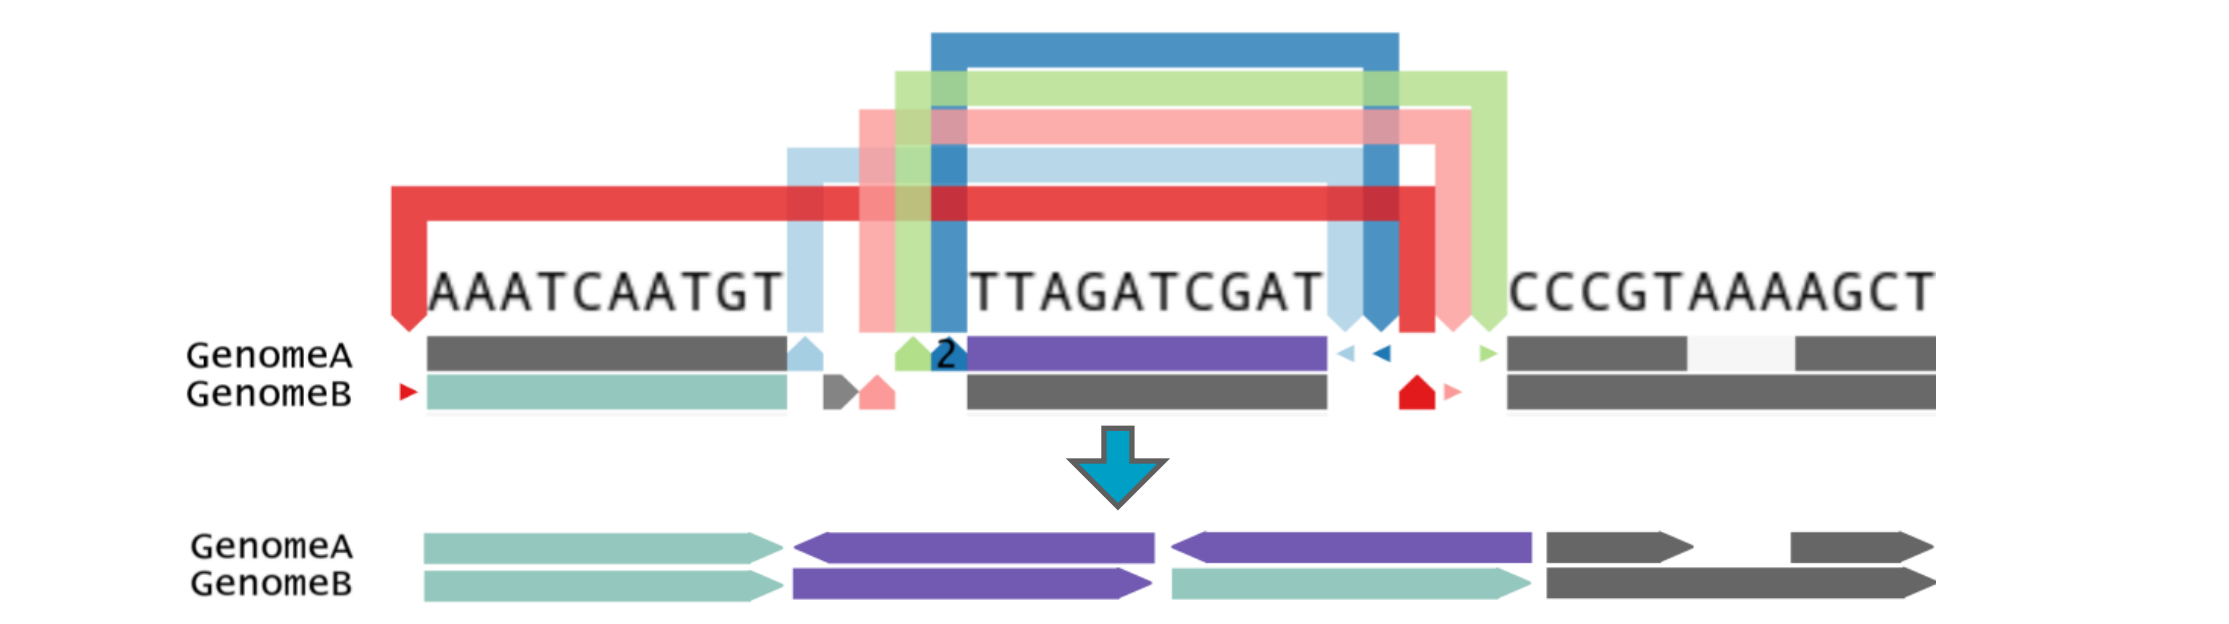 AAATCAATGT TTAGATCGAT CCCGTAAAAGCT
GenomeA 2
GenomeB
GenomeA
GenomeB